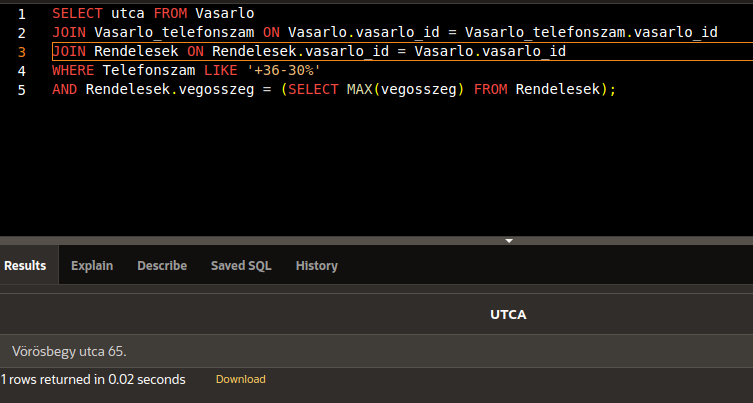 1 SELECT utca FROM Vasarlo
2 JOIN Vasarlo_telefonszam ON Vasarlo.vasarlo_id = Vasarlo_telefonszam.vasarlo_id
3 JOIN Rendelesek ON Rendelesek.vasarlo_id = Vasarlo.vasarlo_id
4 WHERE Telefonszam LIKE '+36-30%'
5 AND Rendelesek.vegosszeg = (SELECT MAX(vegosszeg) FROM Rendelesek);
Results Explain Describe Saved SQL History
UTCA
Vörösbegy utca 65.
1 rows returned in 0.02 seconds Download